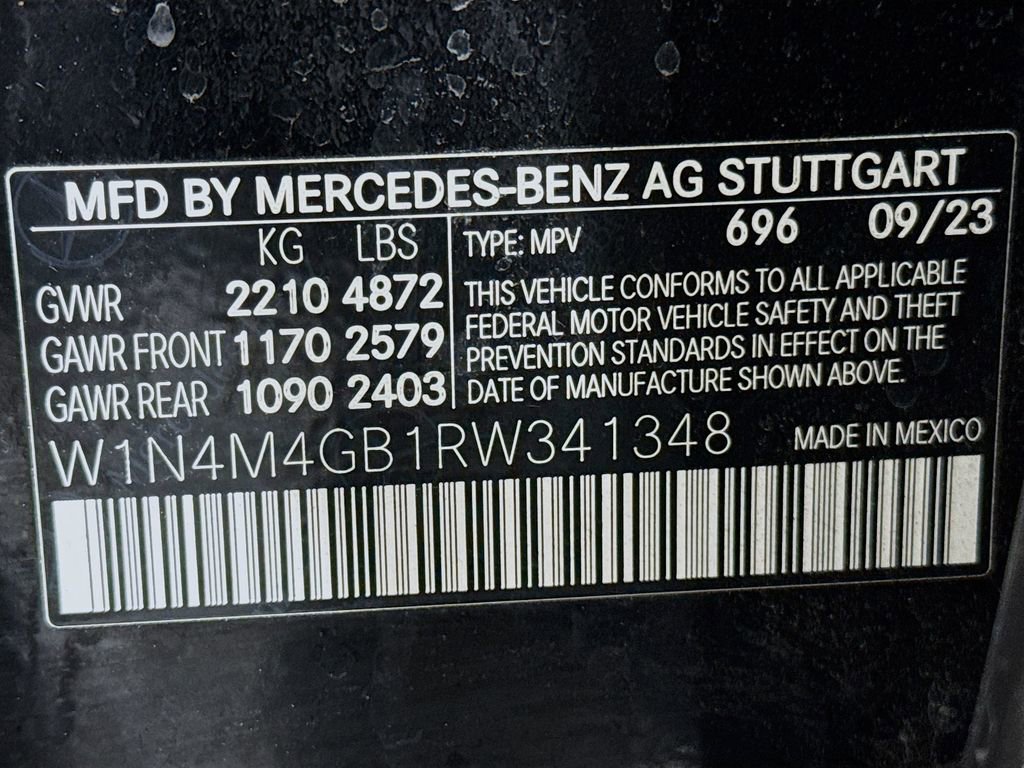 MFD BY MERCEDES-BENZ AG STUTTGART
KG LBS
GVWR 2210 4872
GAWR FRONT 1170 2579
GAWR REAR 1090 2403
TYPE: MPV 696 09/23
THIS VEHICLE CONFORMS TO ALL APPLICABLE
FEDERAL MOTOR VEHICLE SAFETY AND THEFT
PREVENTION STANDARDS IN EFFECT ON THE
DATE OF MANUFACTURE SHOWN ABOVE.
W1N4M4GB1RW341348 MADE IN MEXICO